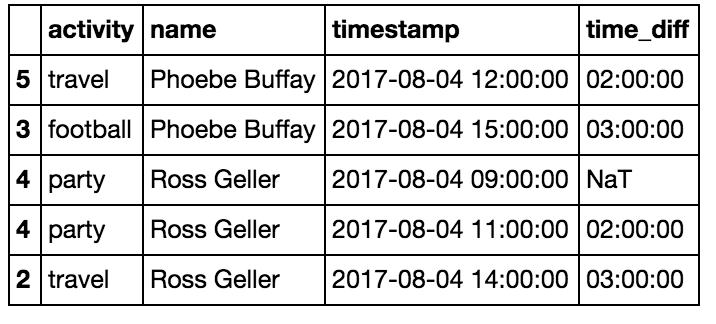 activity name timestamp time_diff
5 travel Phoebe Buffay 2017-08-04 12:00:00 02:00:00
3 football Phoebe Buffay 2017-08-04 15:00:00 03:00:00
4 party Ross Geller 2017-08-04 09:00:00 NaT
4 party Ross Geller 2017-08-04 11:00:00 02:00:00
2 travel Ross Geller 2017-08-04 14:00:00 03:00:00